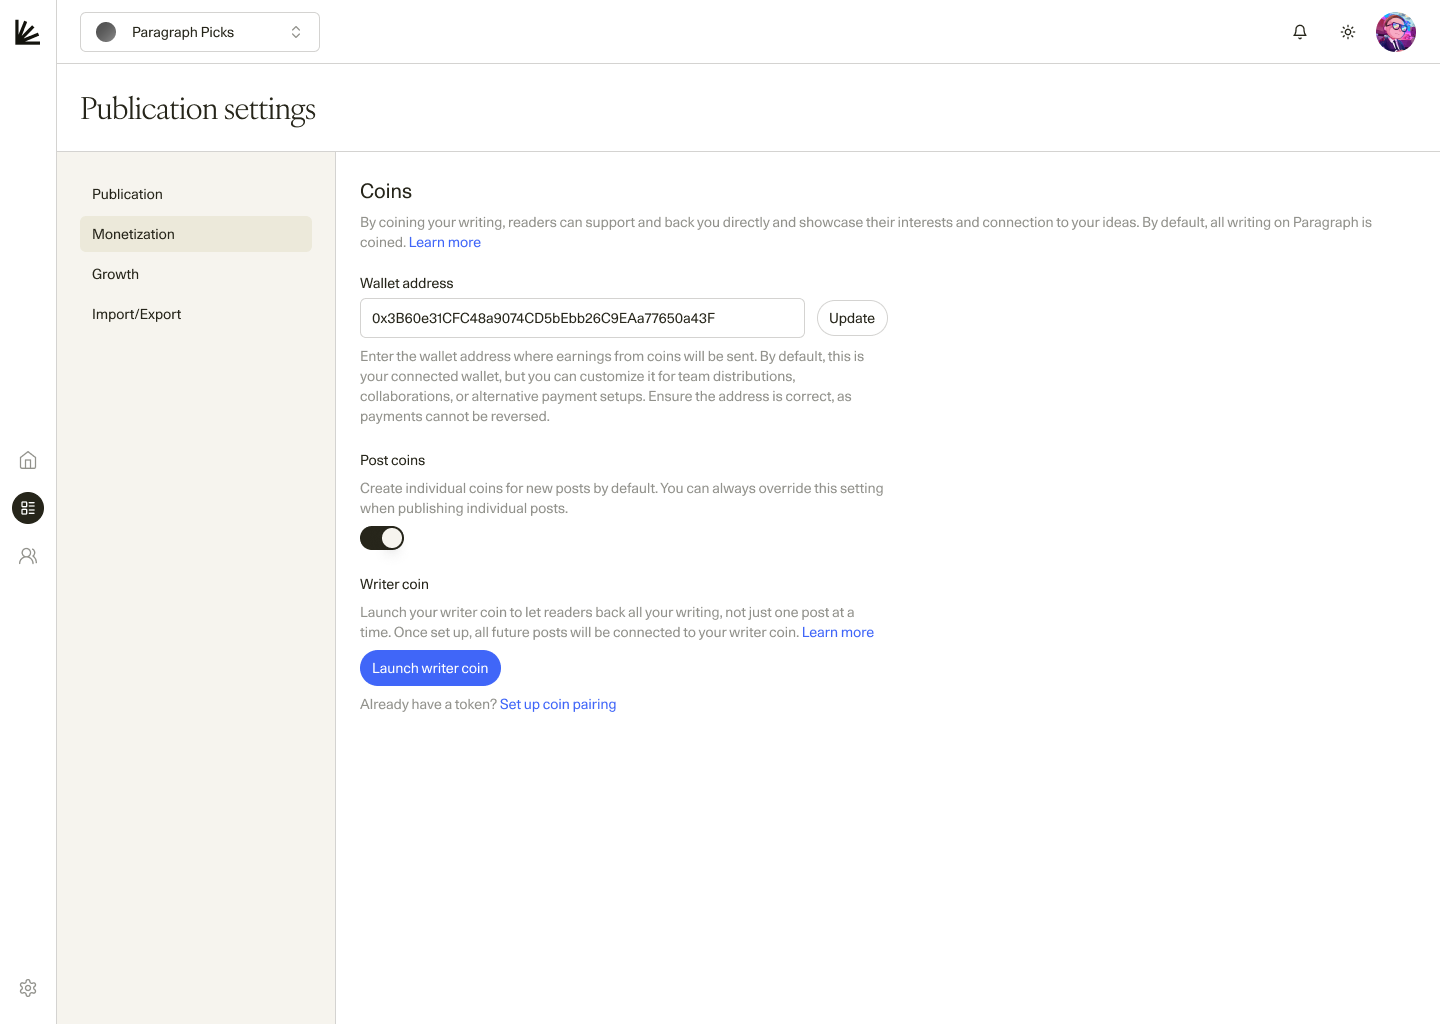 Paragraph Picks
Publication settings
Publication
Monetization
Growth
Import/Export
Coins
By coining your writing, readers can support and back you directly and showcase their interests and connection to your ideas. By default, all writing on Paragraph is
coined. Learn more
Wallet address
0x3B60e31CFC48a9074CD5bEbb26C9EAa77650a43F
Update
Enter the wallet address where earnings from coins will be sent. By default, this is
your connected wallet, but you can customize it for team distributions,
collaborations, or alternative payment setups. Ensure the address is correct, as
payments cannot be reversed.
Post coins
Create individual coins for new posts by default. You can always override this setting
when publishing individual posts.
Writer coin
Launch your writer coin to let readers back all your writing, not just one post at a
time. Once set up, all future posts will be connected to your writer coin. Learn more
Launch writer coin
Already have a token? Set up coin pairing